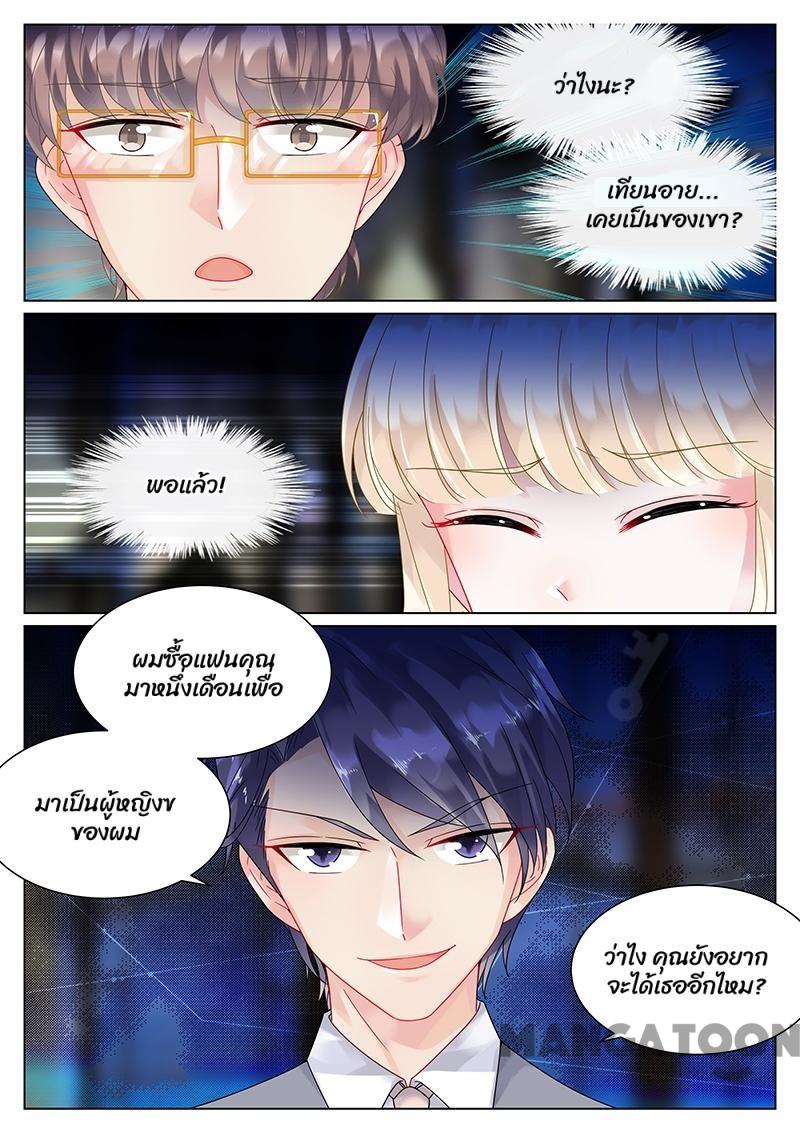 ว่าไงนะ?
เทียนอาย...
เคยเป็นของเขา?
พอแล้ว!
ผมซื้อแฟนคุณ
มาหนึ่งเดือนเพื่อ
มาเป็นผู้หญิงข
ของผม
ว่าไง คุณยังอยาก
จะได้เธออีกไหม?
MANGATOON